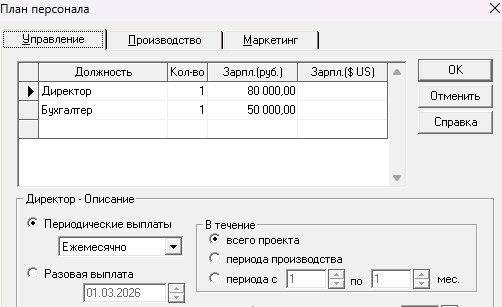 План персонала
Управление Производство Маркетинг
Должность Кол-во Зарпл.(руб.) Зарпл.($ US)
Директор 1 80 000,00
Бухгалтер 1 50 000,00
OK
Отменить
Справка
Директор - Описание
Периодические выплаты
Ежемесячно
Разовая выплата
01.03.2026
В течение
всего проекта
периода производства
периода с 1 по 1 мес.